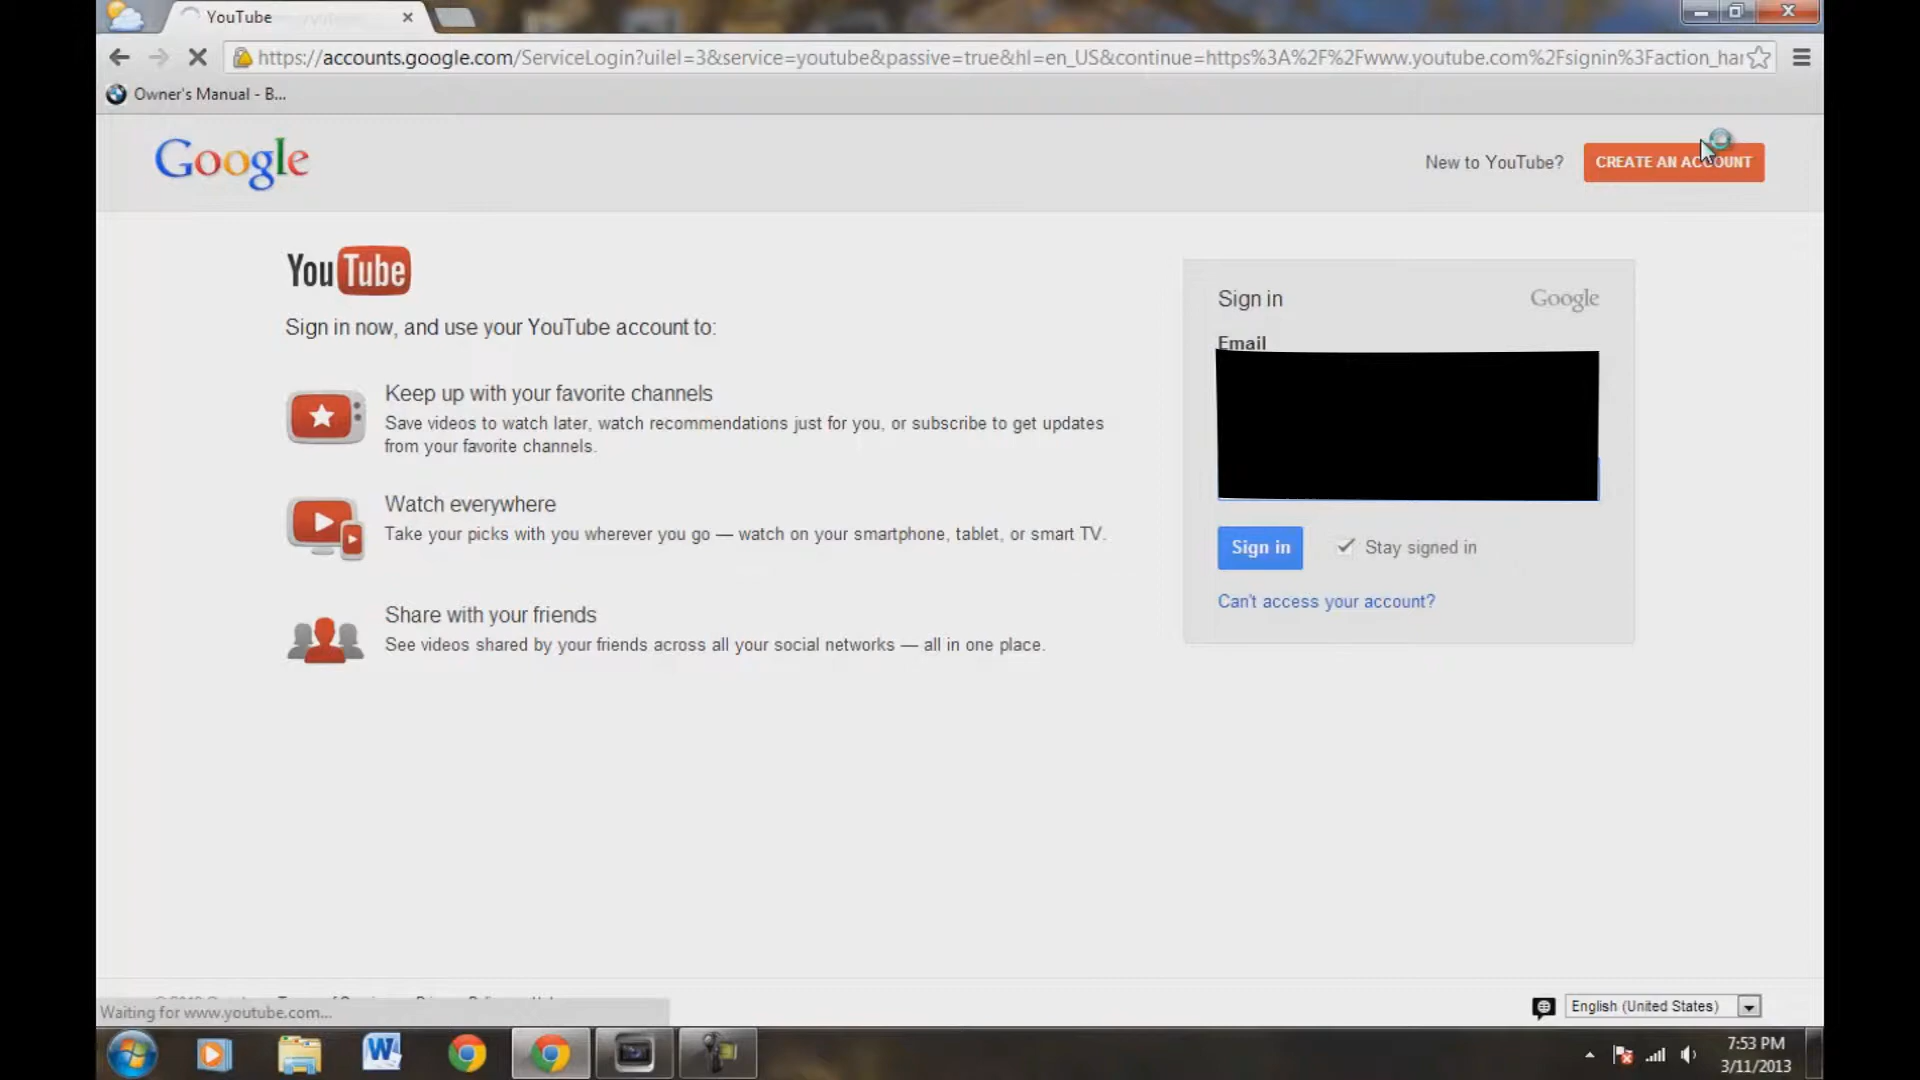 YouTube
https://accounts.google.com/ServiceLogin?uilel=3&service=youtube&passive=true&hl=en_US&continue=https%3A%2F%2Fwww.youtube.com%2Fsignin%3Faction_har
Owner's Manual - B...
Google
New to YouTube?
CREATE AN ACCOUNT
YouTube
Sign in now, and use your YouTube account to:
Keep up with your favorite channels
Save videos to watch later, watch recommendations just for you, or subscribe to get updates
from your favorite channels.
Watch everywhere
Take your picks with you wherever you go — watch on your smartphone, tablet, or smart TV.
Share with your friends
See videos shared by your friends across all your social networks — all in one place.
Sign in
Google
Email
Sign in
Stay signed in
Can't access your account?
Waiting for www.youtube.com...
English (United States)
7:53 PM
3/11/2013